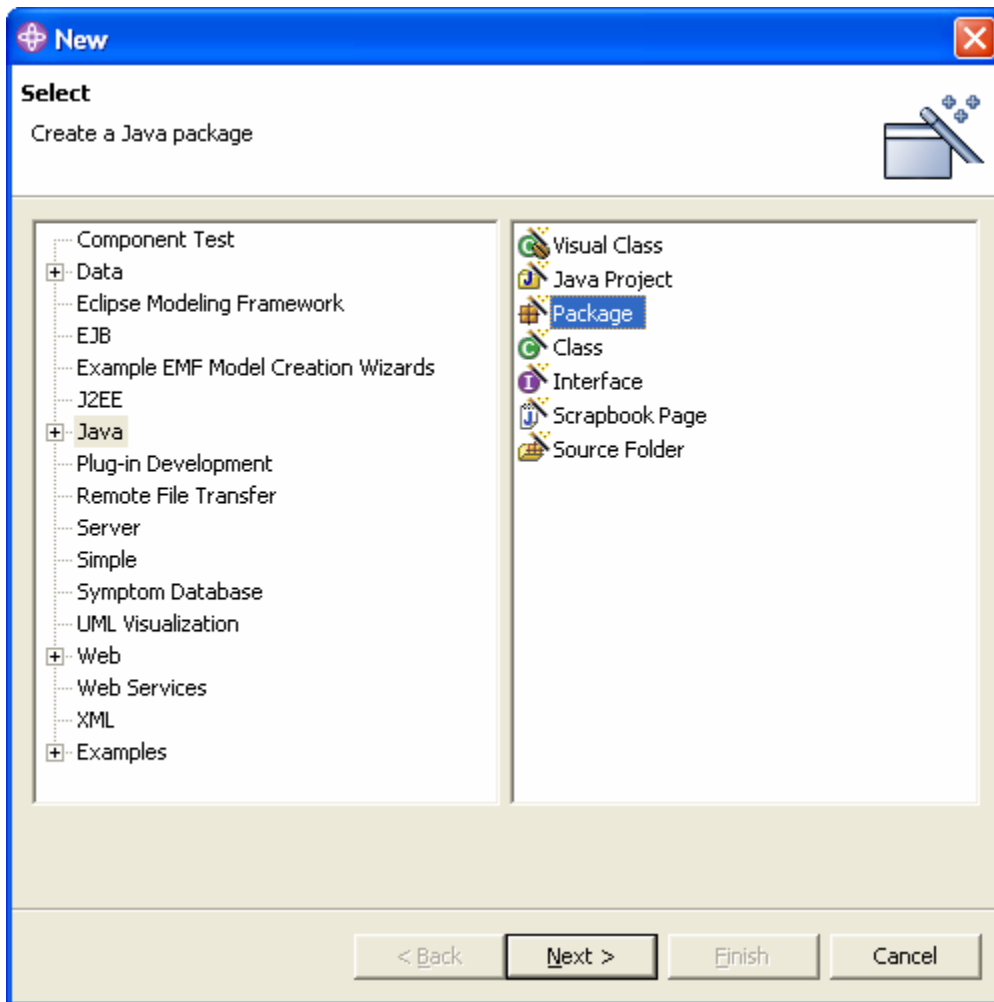 New
Select
Create a Java package
Component Test
Data
Eclipse Modeling Framework
EJB
Example EMF Model Creation Wizards
J2EE
Java
Plug-in Development
Remote File Transfer
Server
Simple
Symptom Database
UML Visualization
Web
Web Services
XML
Examples
Visual Class
Java Project
Package
Class
Interface
Scrapbook Page
Source Folder
< Back
Next >
Finish
Cancel